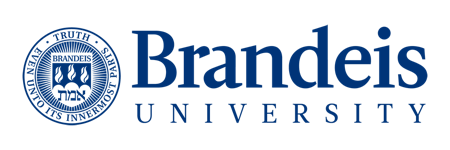 TRUTH
EVEN UNTO ITS INNERMOST PARTS
BRANDEIS
אמת
Brandeis
UNIVERSITY